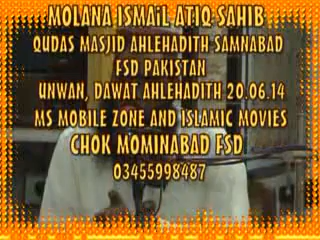 MOLANA ISMAiL ATIQ SAHIB
QUDAS MASJID AHLEHADITH SAMNABAD
FSD PAKISTAN
UNWAN, DAWAT AHLEHADITH 20.06.14
MS MOBILE ZONE AND ISLAMIC MOVIES
CHOK MOMINABAD FSD
03455998487